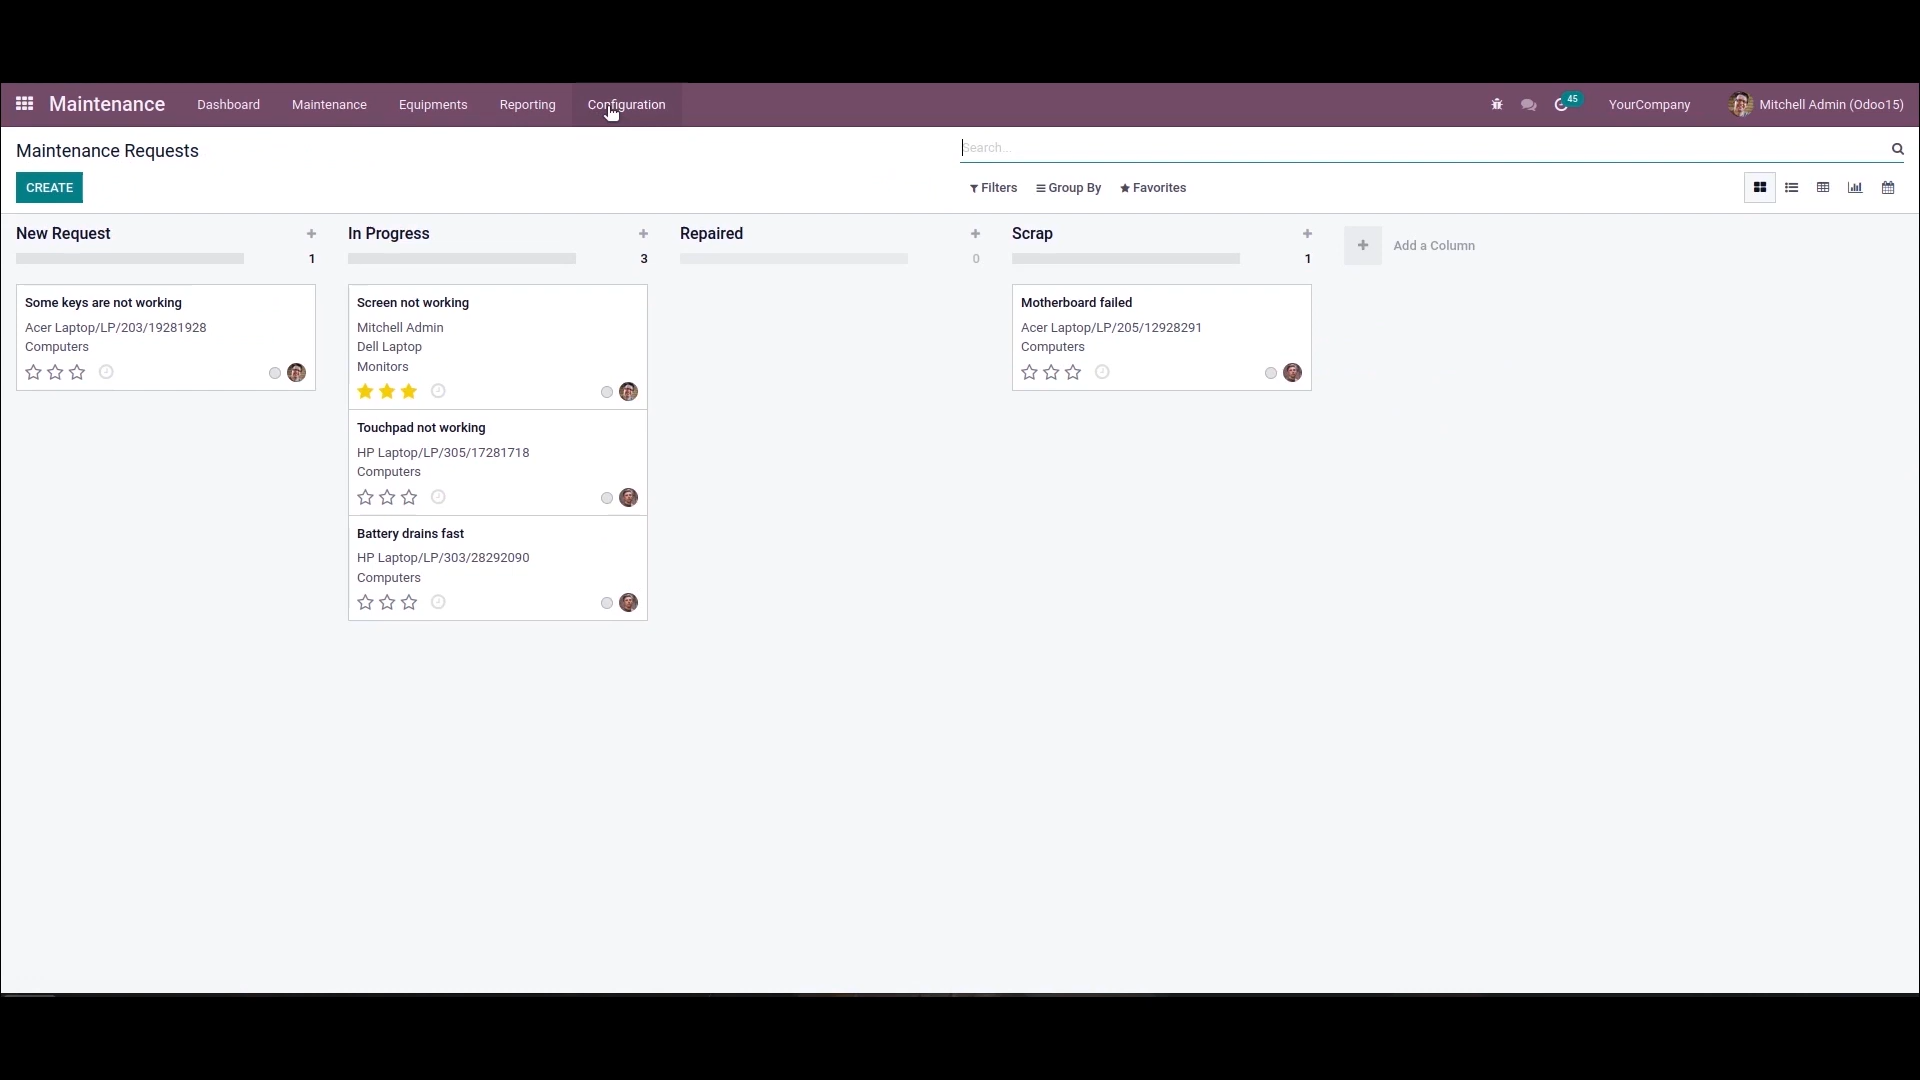 Maintenance Dashboard Maintenance Equipments Reporting Configuration 45 YourCompany Mitchell Admin (Odoo15)
Maintenance Requests
Search...
CREATE
Filters Group By Favorites
New Request
1
Some keys are not working
Acer Laptop/LP/203/19281928
Computers
In Progress
3
Screen not working
Mitchell Admin
Dell Laptop
Monitors
Touchpad not working
HP Laptop/LP/305/17281718
Computers
Battery drains fast
HP Laptop/LP/303/28292090
Computers
Repaired
0
Scrap
1
Motherboard failed
Acer Laptop/LP/205/12928291
Computers
Add a Column